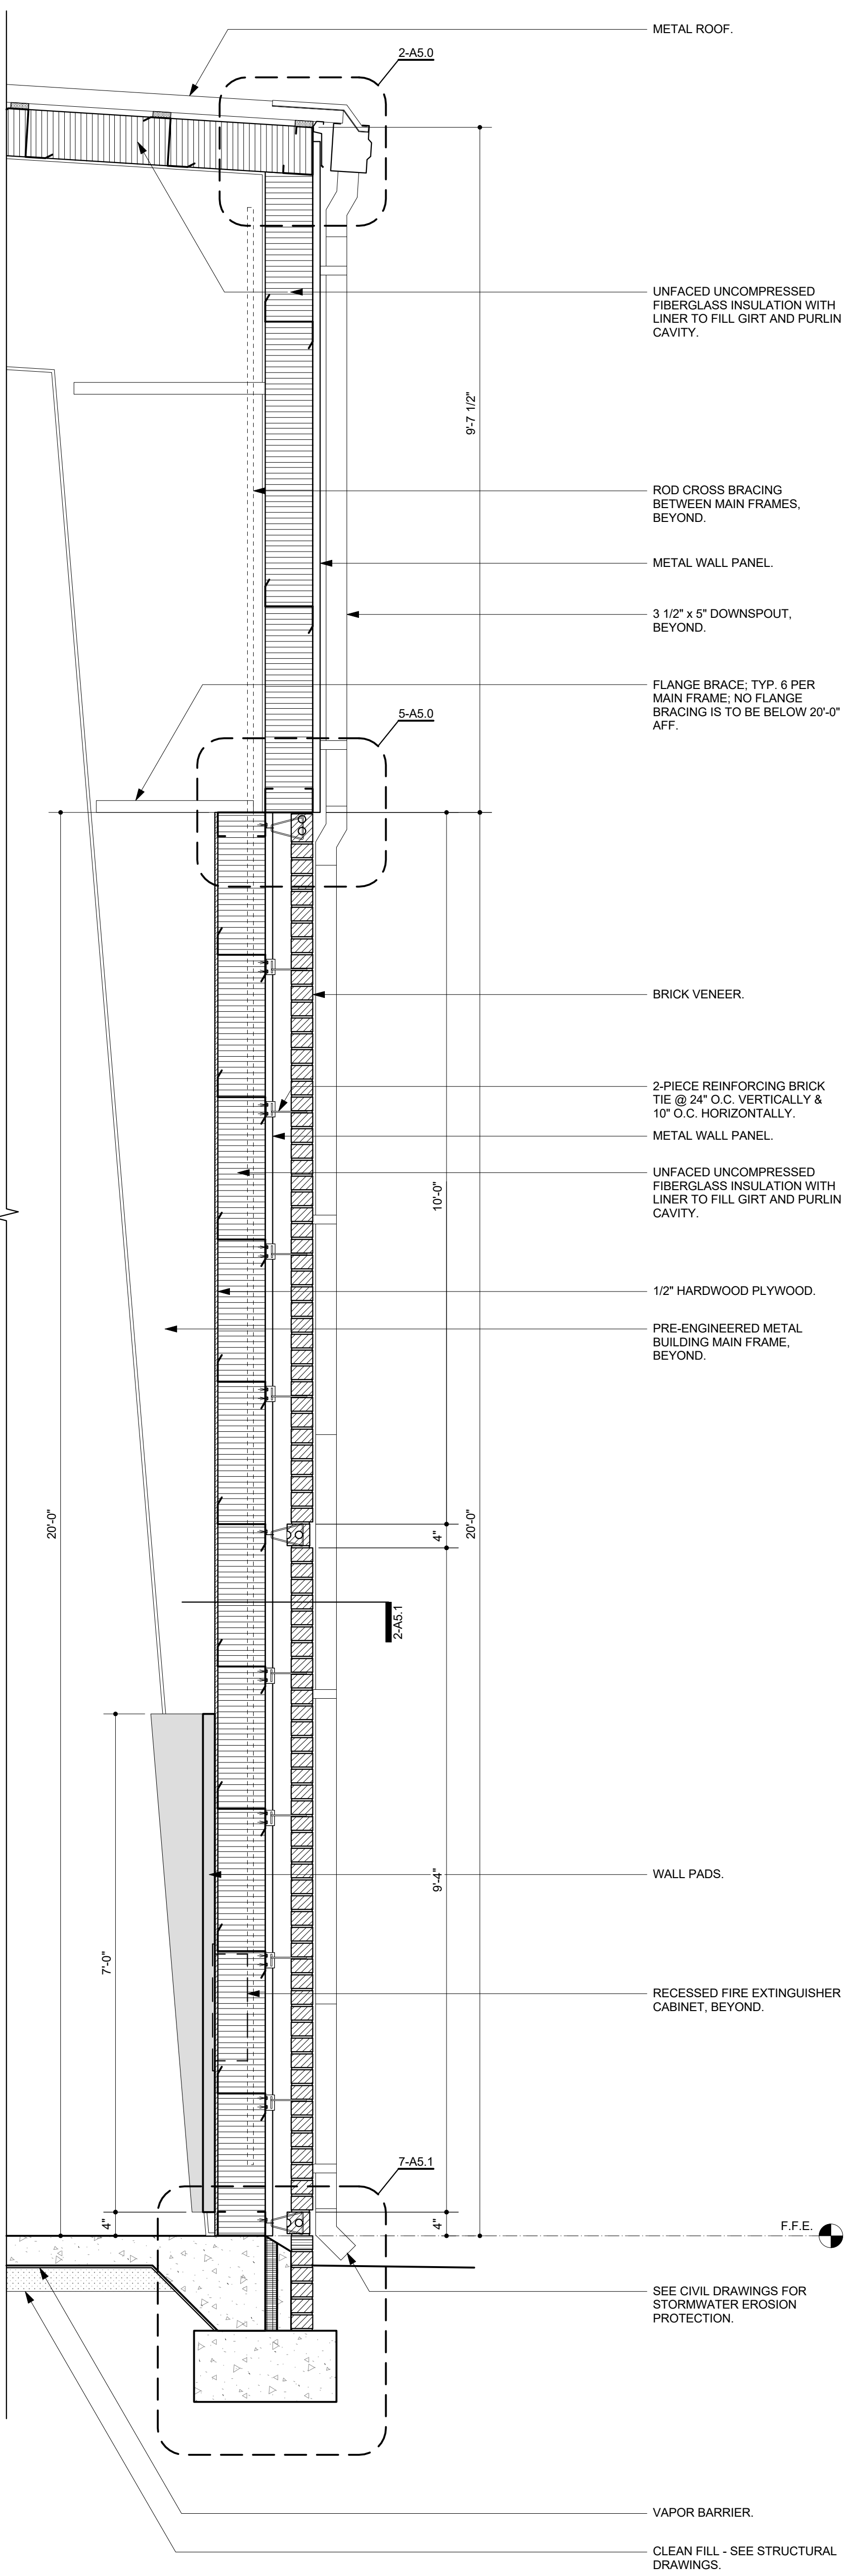 METAL ROOF.
2-A5.0
UNFACED UNCOMPRESSED
FIBERGLASS INSULATION WITH
LINER TO FILL GIRT AND PURLIN
CAVITY.
9'-7 1/2"
ROD CROSS BRACING
BETWEEN MAIN FRAMES,
BEYOND.
METAL WALL PANEL.
3 1/2" x 5" DOWNSPOUT,
BEYOND.
FLANGE BRACE; TYP. 6 PER
MAIN FRAME; NO FLANGE
BRACING IS TO BE BELOW 20'-0"
AFF.
5-A5.0
BRICK VENEER.
2-PIECE REINFORCING BRICK
TIE @ 24" O.C. VERTICALLY &
10" O.C. HORIZONTALLY.
METAL WALL PANEL.
UNFACED UNCOMPRESSED
FIBERGLASS INSULATION WITH
LINER TO FILL GIRT AND PURLIN
CAVITY.
10'-0"
1/2" HARDWOOD PLYWOOD.
PRE-ENGINEERED METAL
BUILDING MAIN FRAME,
BEYOND.
20'-0"
4"
20'-0"
2-A5.1
WALL PADS.
9'-4"
7'-0"
RECESSED FIRE EXTINGUISHER
CABINET, BEYOND.
7-A5.1
4"
4"
F.F.E.
SEE CIVIL DRAWINGS FOR
STORMWATER EROSION
PROTECTION.
VAPOR BARRIER.
CLEAN FILL - SEE STRUCTURAL
DRAWINGS.